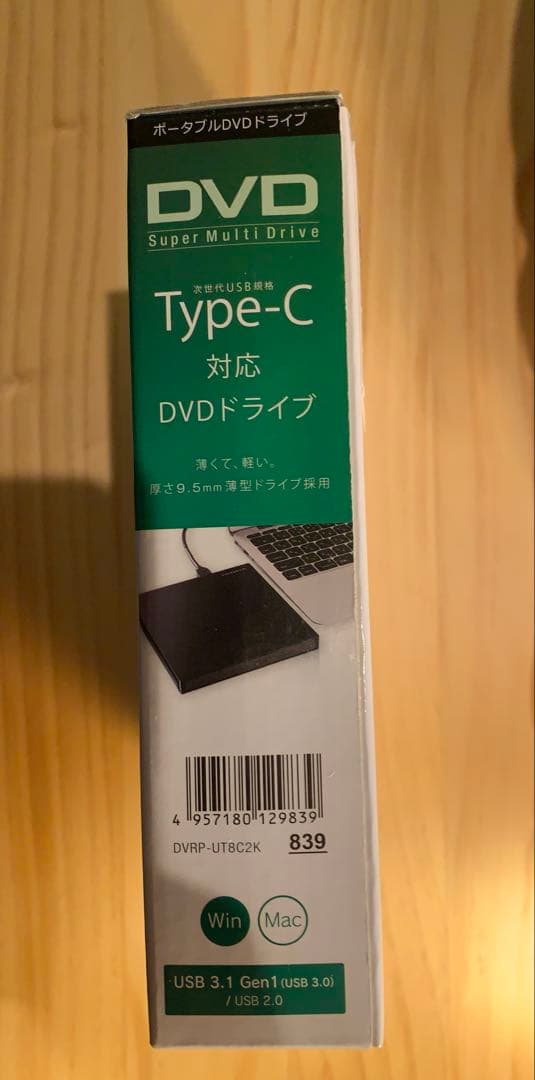 ポータブルDVDドライブ
DVD
Super Multi Drive
次世代USB規格
Type-C
対応
DVDドライブ
薄くて、軽い。
厚さ9.5mm薄型ドライブ採用
4 957180 129839
DVRP-UT8C2K 839
Win Mac
USB 3.1 Gen1 (USB 3.0)
/ USB 2.0